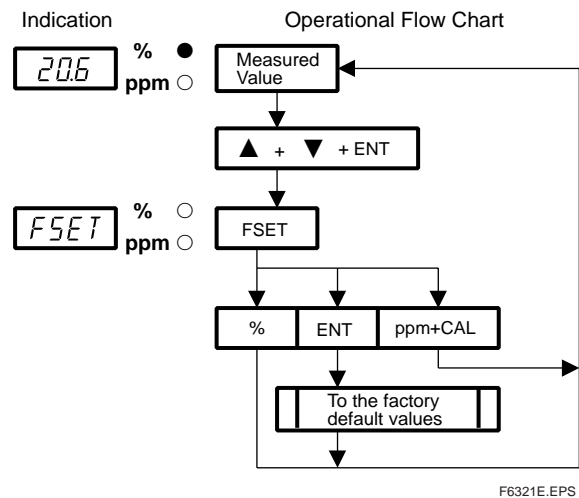 Indication
Operational Flow Chart
20.6
% ●
ppm ○
Measured
Value
▲ + ▼ + ENT
FSET
% ○
ppm ○
FSET
%
ENT
ppm+CAL
To the factory
default values
F6321E.EPS